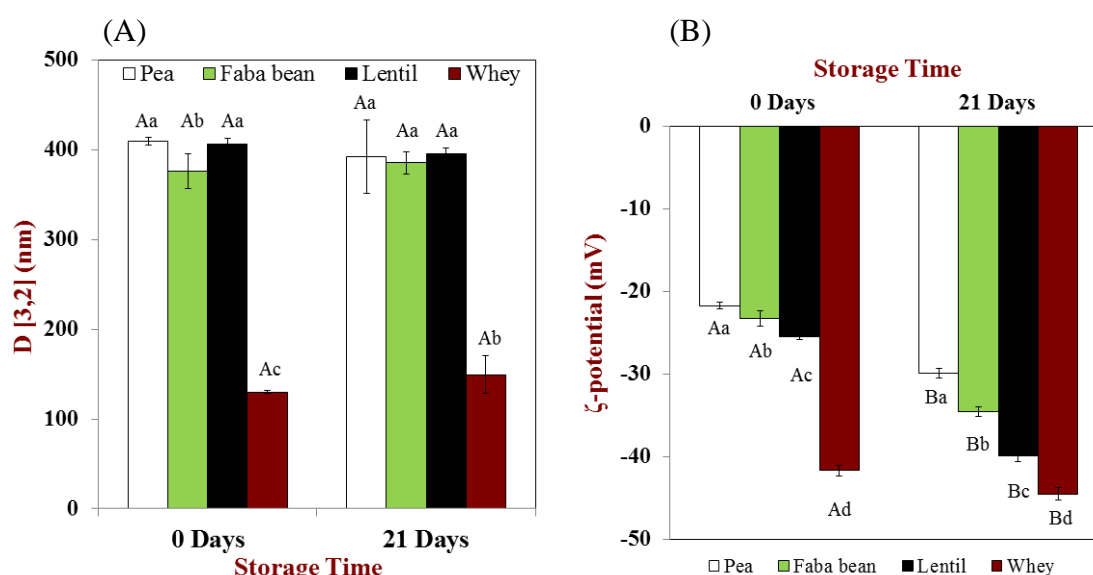 (A)
500
400
300
200
100
0
D [3,2] (nm)
Pea Faba bean Lentil Whey
Aa Ab Aa Ac
Aa Aa Aa Ab
0 Days 21 Days
Storage Time
(B)
Storage Time
0 Days 21 Days
0
-10
-20
-30
-40
-50
ζ-potential (mV)
Aa Ab Ac Ad
Ba Bb Bc Bd
Pea Faba bean Lentil Whey